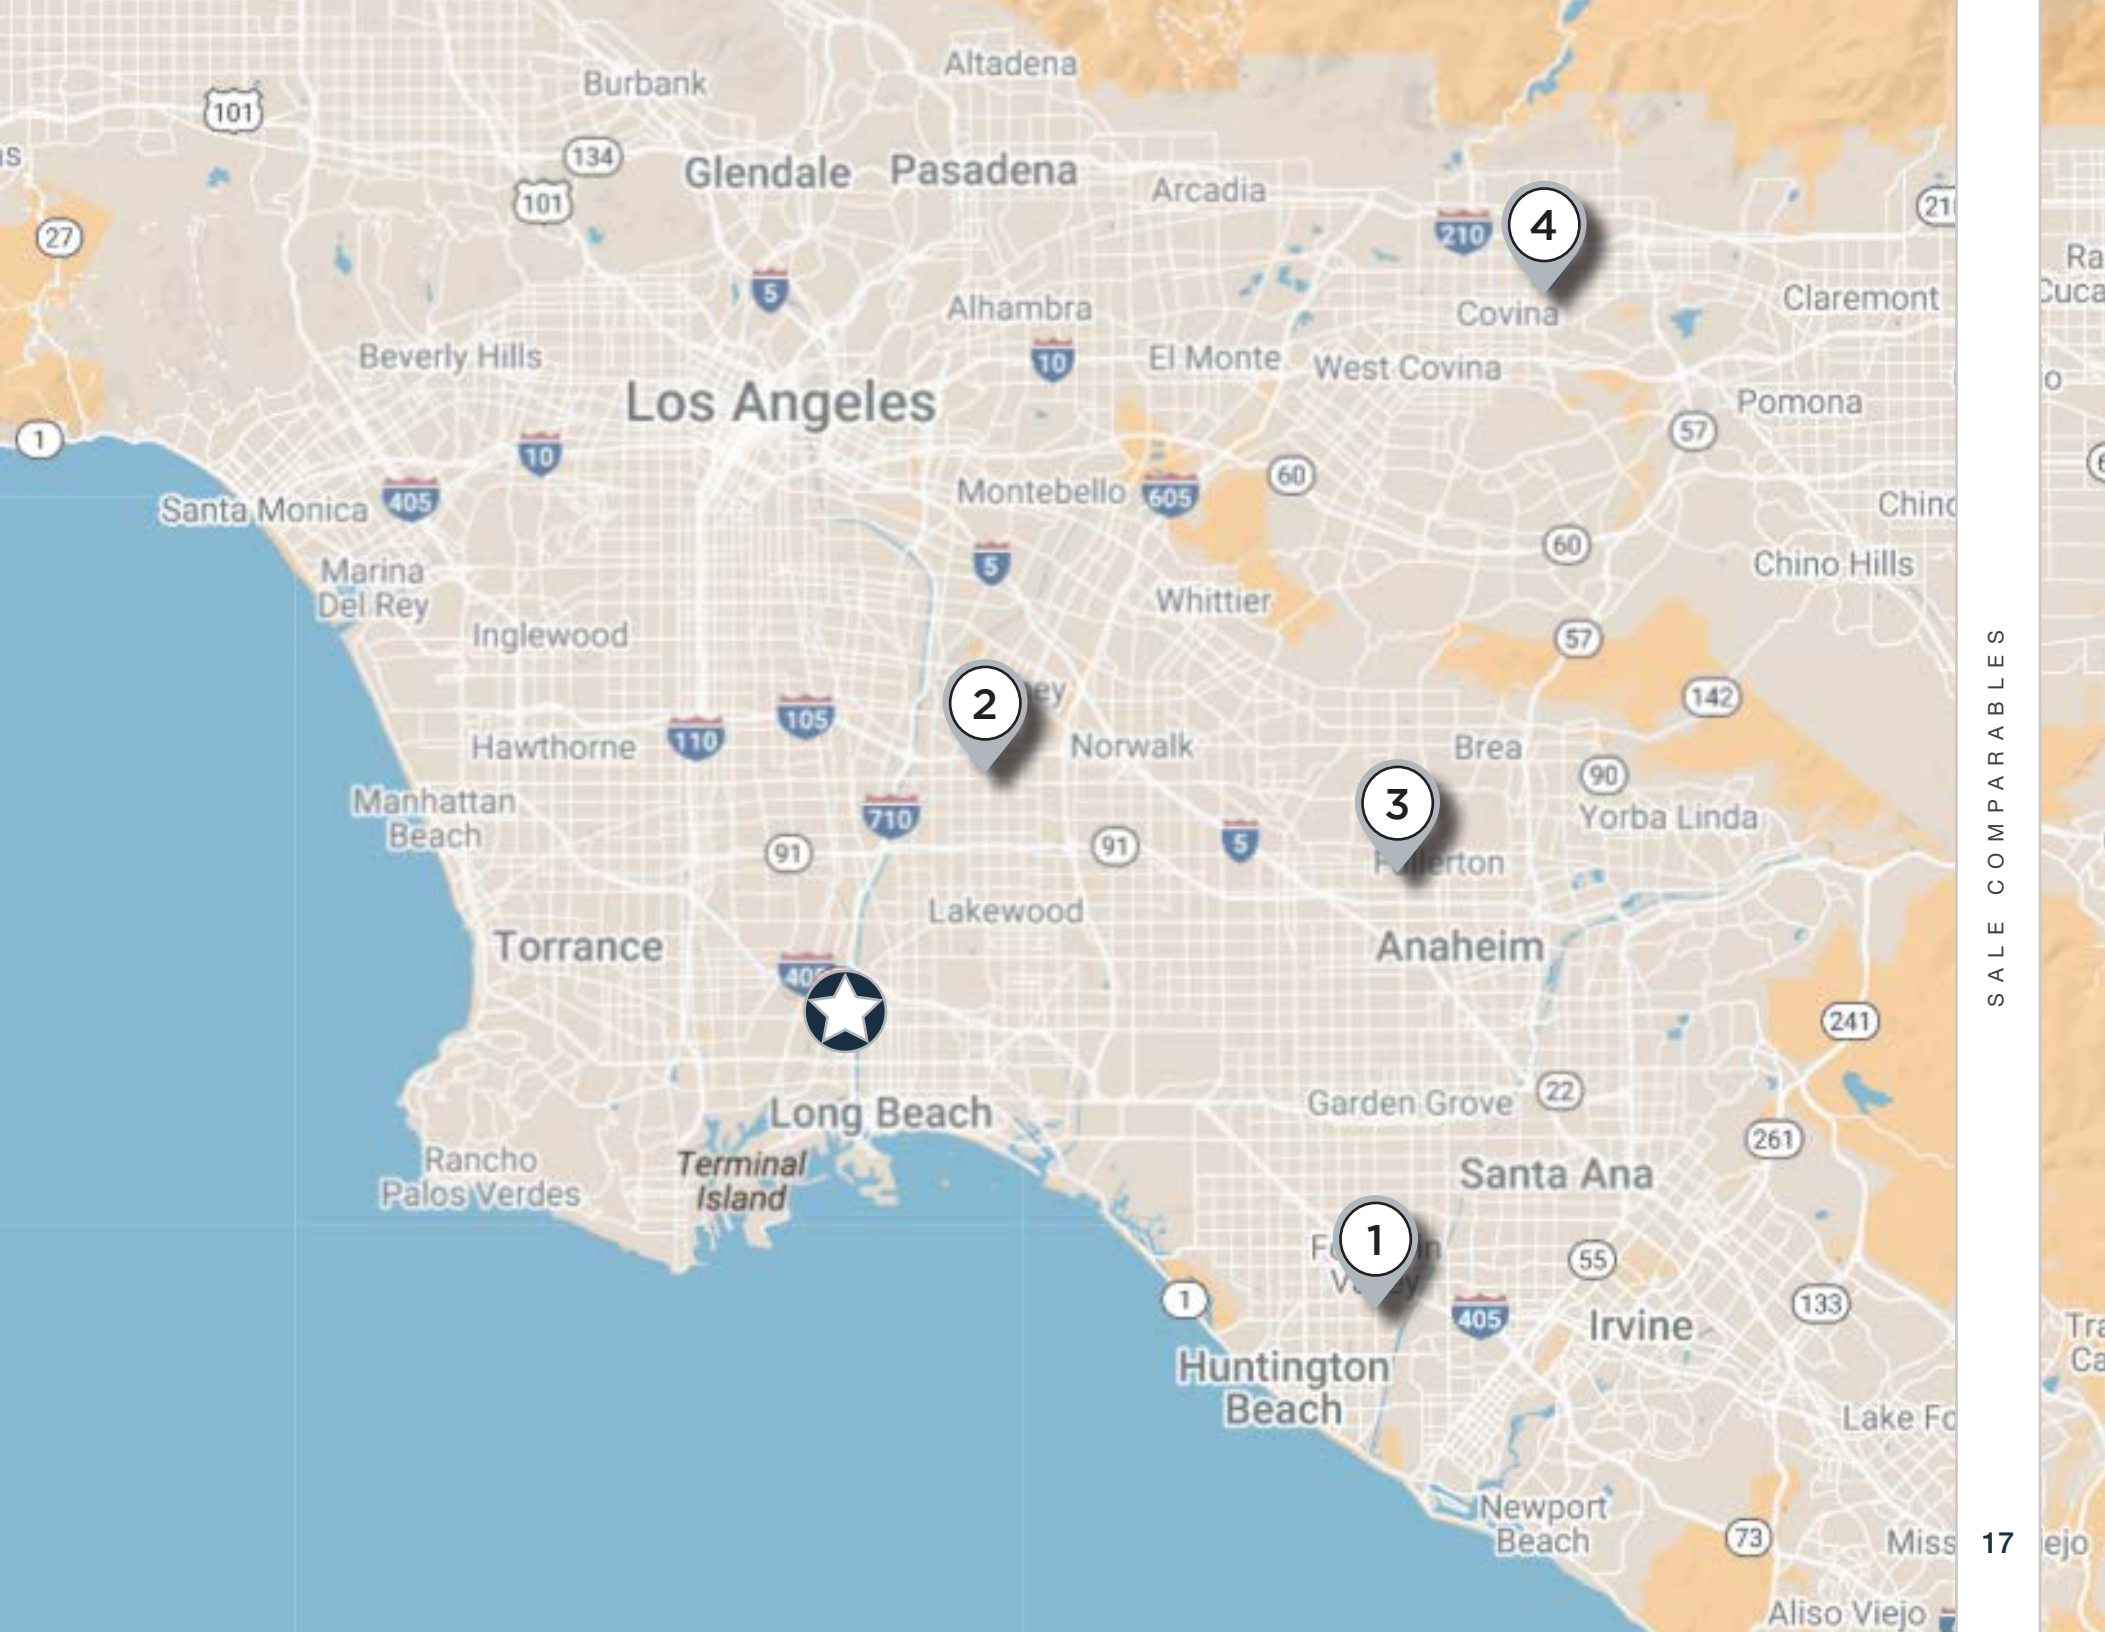 Burbank
Altadena
101
134
Glendale
Pasadena
Arcadia
101
210
4
210
27
5
Alhambra
Covina
Claremont
Beverly Hills
10
El Monte
West Covina
Los Angeles
Pomona
1
10
57
405
Montebello
605
60
Santa Monica
5
60
Chino Hills
Marina
Del Rey
Whittier
Inglewood
57
2
142
110
105
Hawthorne
Norwalk
Brea
90
3
Manhattan
Beach
710
91
91
5
Yorba Linda
Lakewood
Torrance
Anaheim
241
Long Beach
Garden Grove
22
261
Rancho
Palos Verdes
Terminal
Island
Santa Ana
1
55
1
405
133
Irvine
Huntington
Beach
Newport
Beach
73
Aliso Viejo
SALE COMPARABLES
17